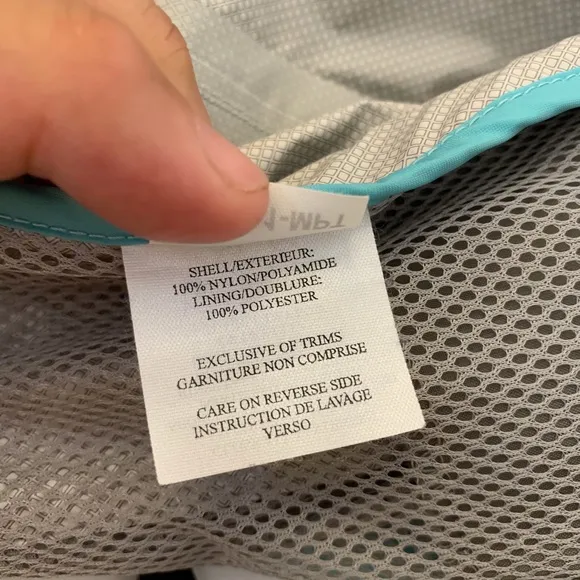 SHELL/EXTERIEUR:
100% NYLON/POLYAMIDE
LINING/DOUBLURE:
100% POLYESTER
EXCLUSIVE OF TRIMS
GARNITURE NON COMPRISE
CARE ON REVERSE SIDE
INSTRUCTION DE LAVAGE
VERSO